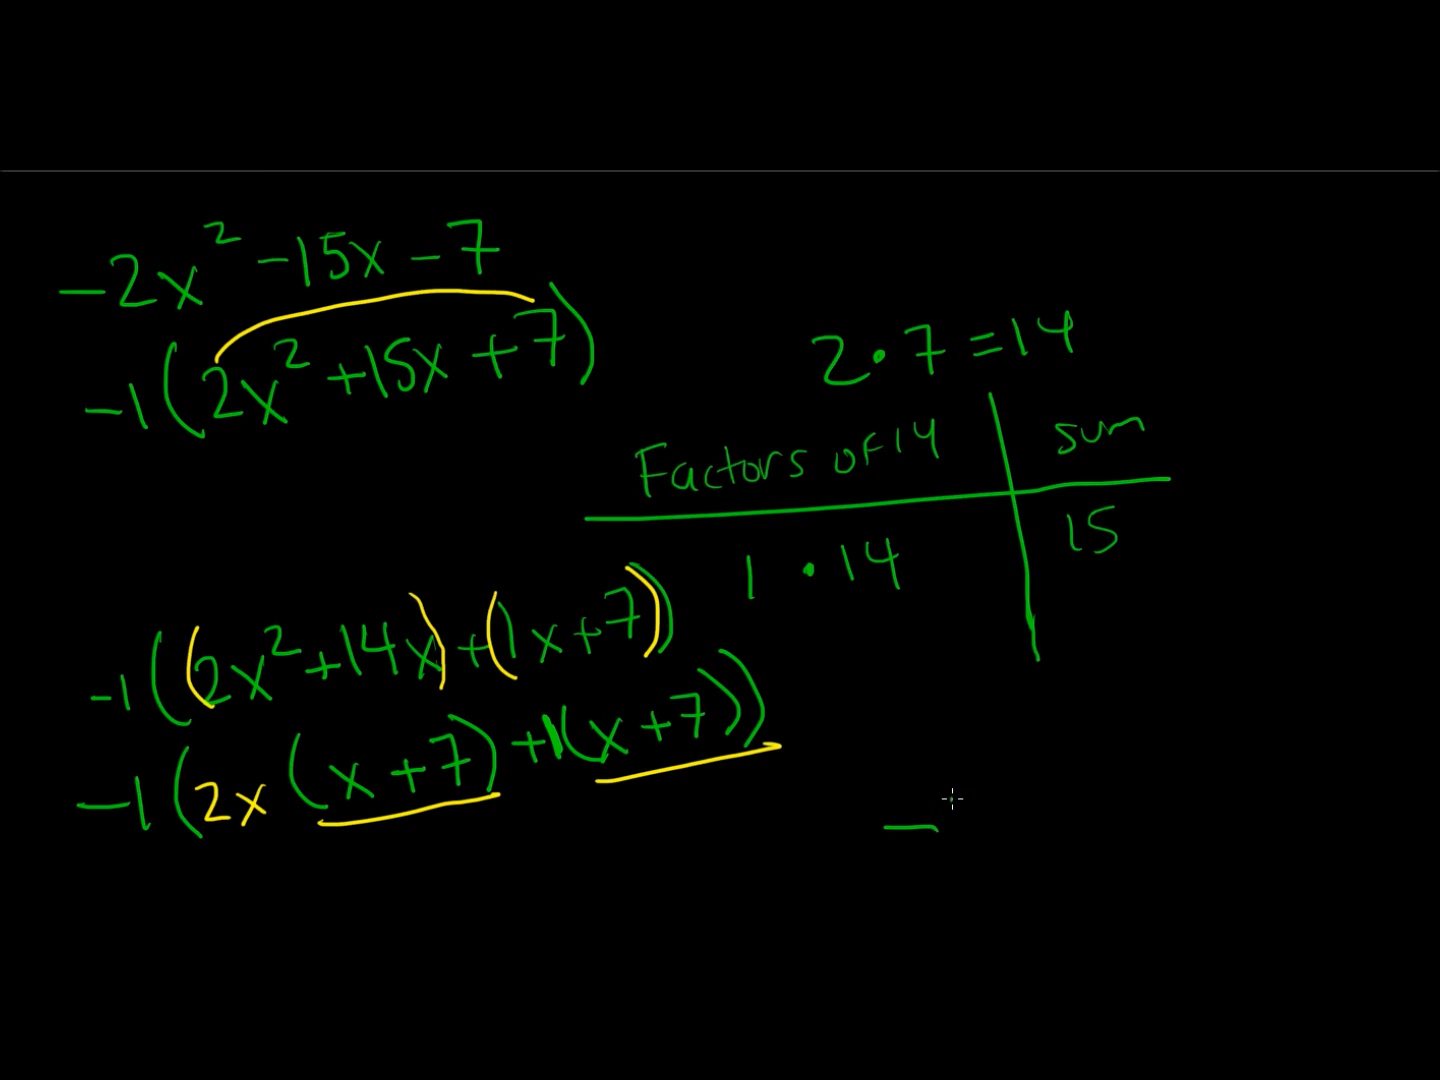 -2x² -15x - 7
-1(2x² +15x + 7)
2 · 7 = 14
Factors of 14 sum
1 · 14 15
-1((2x² + 14x) + (1x + 7))
-1(2x(x + 7) + 1(x + 7))
—